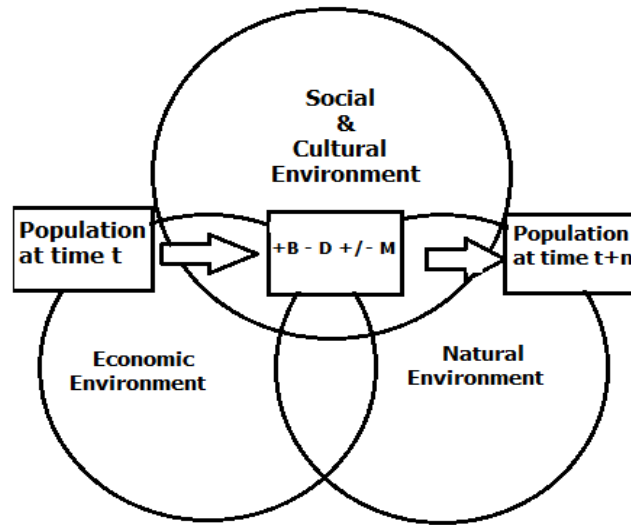 Social
&
Cultural
Environment
Population
at time t
+B - D +/- M
Population
at time t+n
Economic
Environment
Natural
Environment